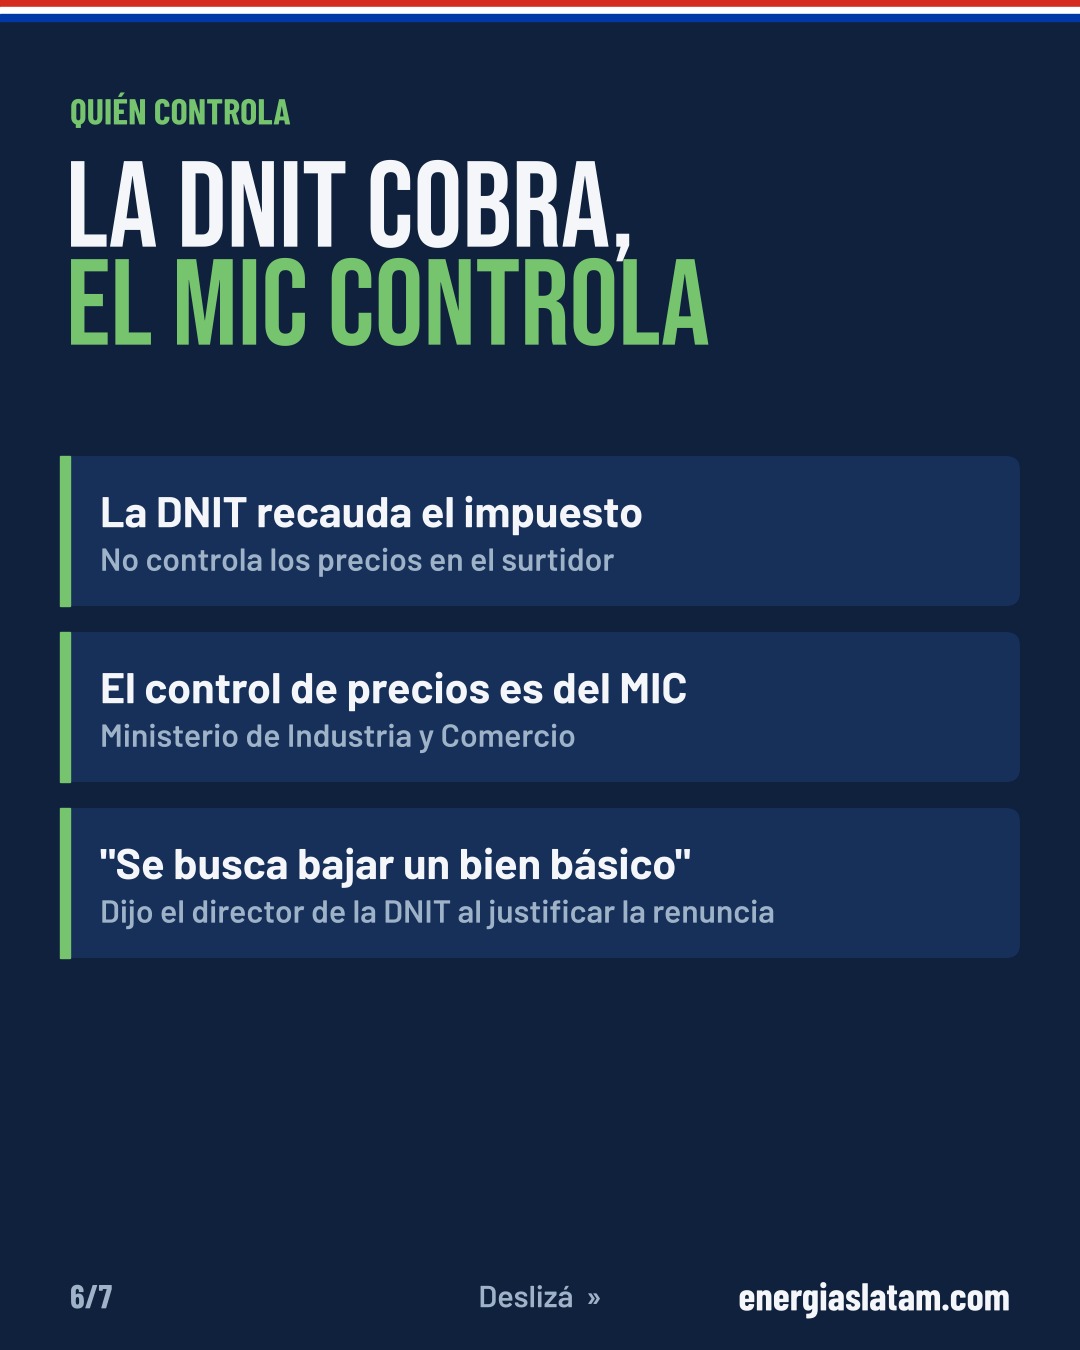 QUIÉN CONTROLA
LA DNIT COBRA,
EL MIC CONTROLA
La DNIT recauda el impuesto
No controla los precios en el surtidor
El control de precios es del MIC
Ministerio de Industria y Comercio
"Se busca bajar un bien básico"
Dijo el director de la DNIT al justificar la renuncia
6/7
Deslizá »
energiaslatam.com